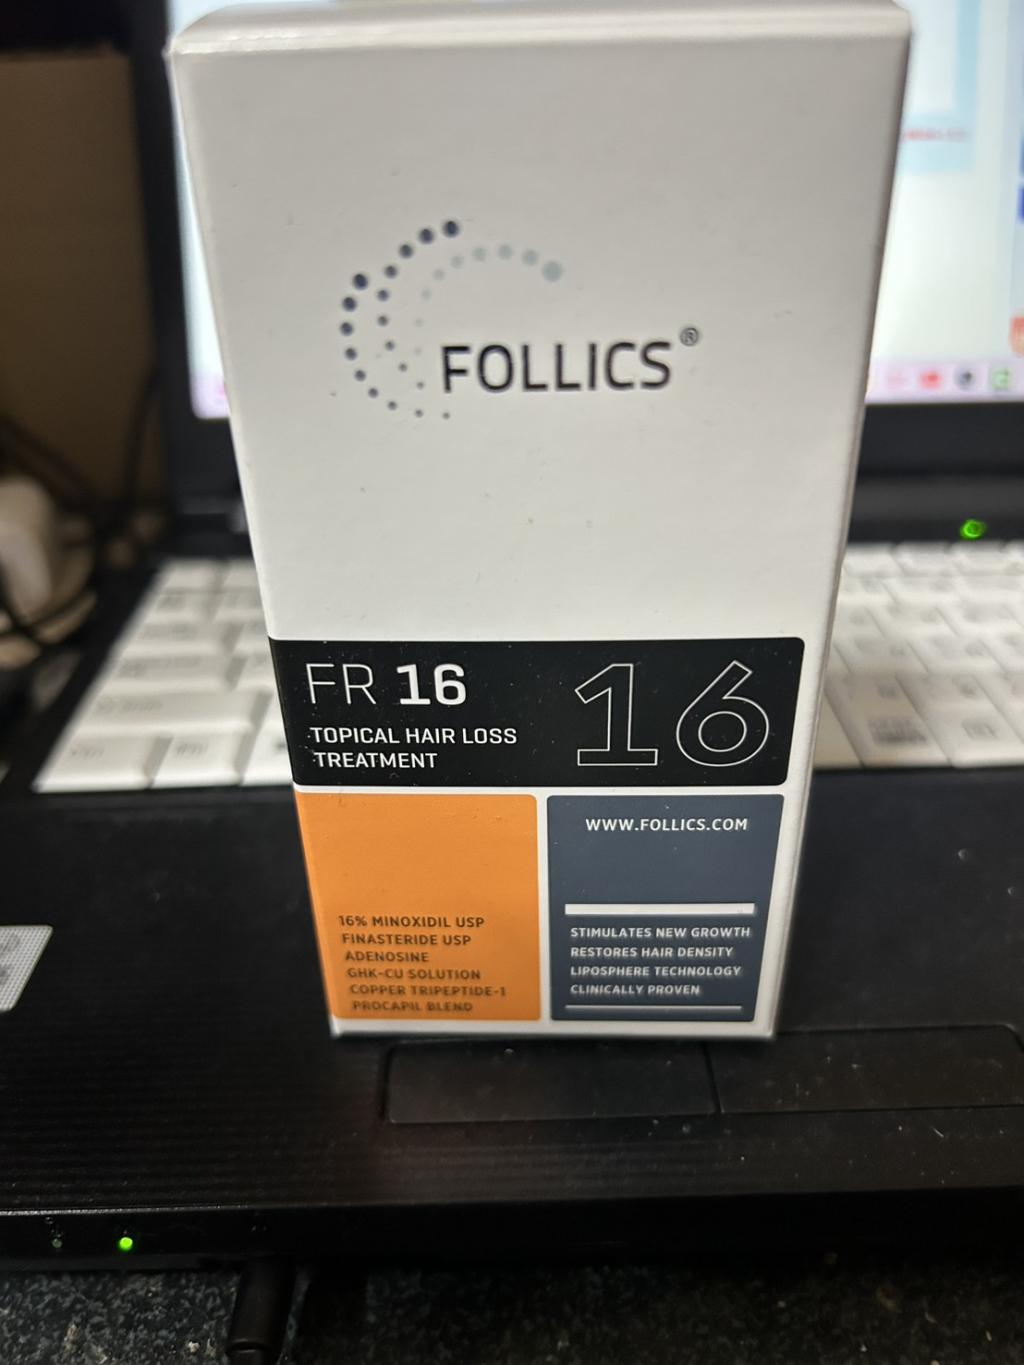 FOLLICS®
FR 16
TOPICAL HAIR LOSS
TREATMENT
16
16% MINOXIDIL USP
FINASTERIDE USP
ADENOSINE
GHK-CU SOLUTION
COPPER TRIPEPTIDE-1
PROCAPIL BLEND
WWW.FOLLICS.COM
STIMULATES NEW GROWTH
RESTORES HAIR DENSITY
LIPOSPHERE TECHNOLOGY
CLINICALLY PROVEN